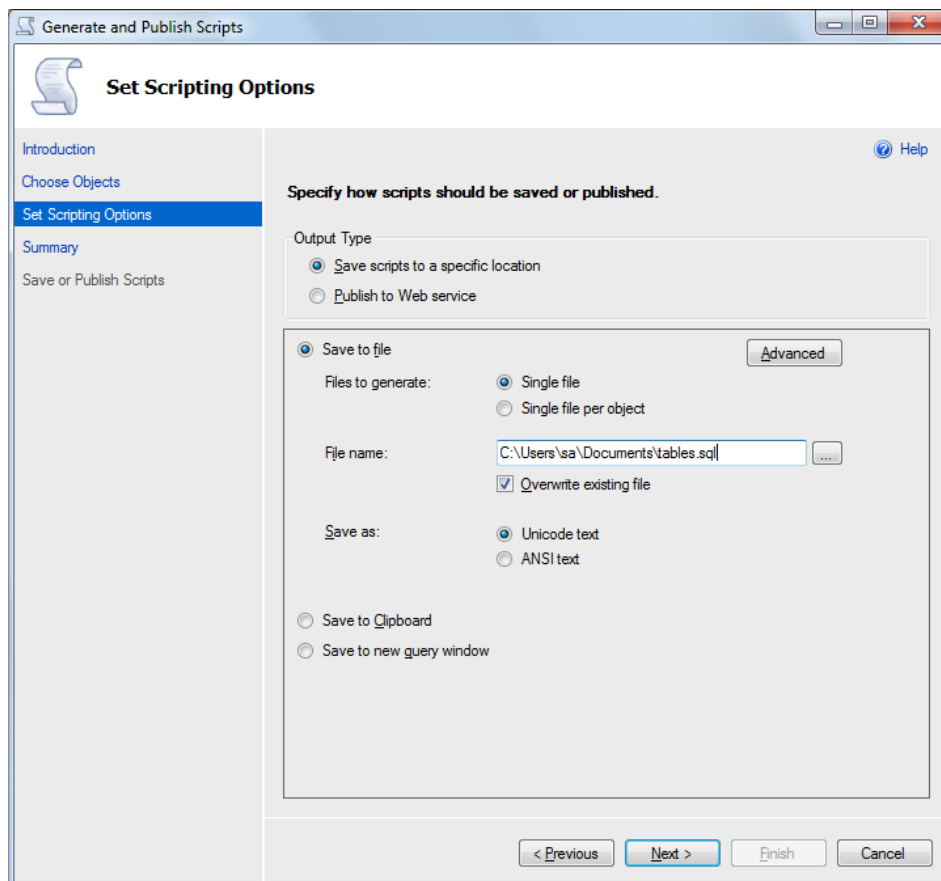 Generate and Publish Scripts
Set Scripting Options
Introduction
Choose Objects
Set Scripting Options
Summary
Save or Publish Scripts
Help
Specify how scripts should be saved or published.
Output Type
Save scripts to a specific location
Publish to Web service
Save to file
Advanced
Files to generate:
Single file
Single file per object
File name:
C:\Users\sa\Documents\tables.sql
...
Overwrite existing file
Save as:
Unicode text
ANSI text
Save to Clipboard
Save to new query window
< Previous
Next >
Finish
Cancel